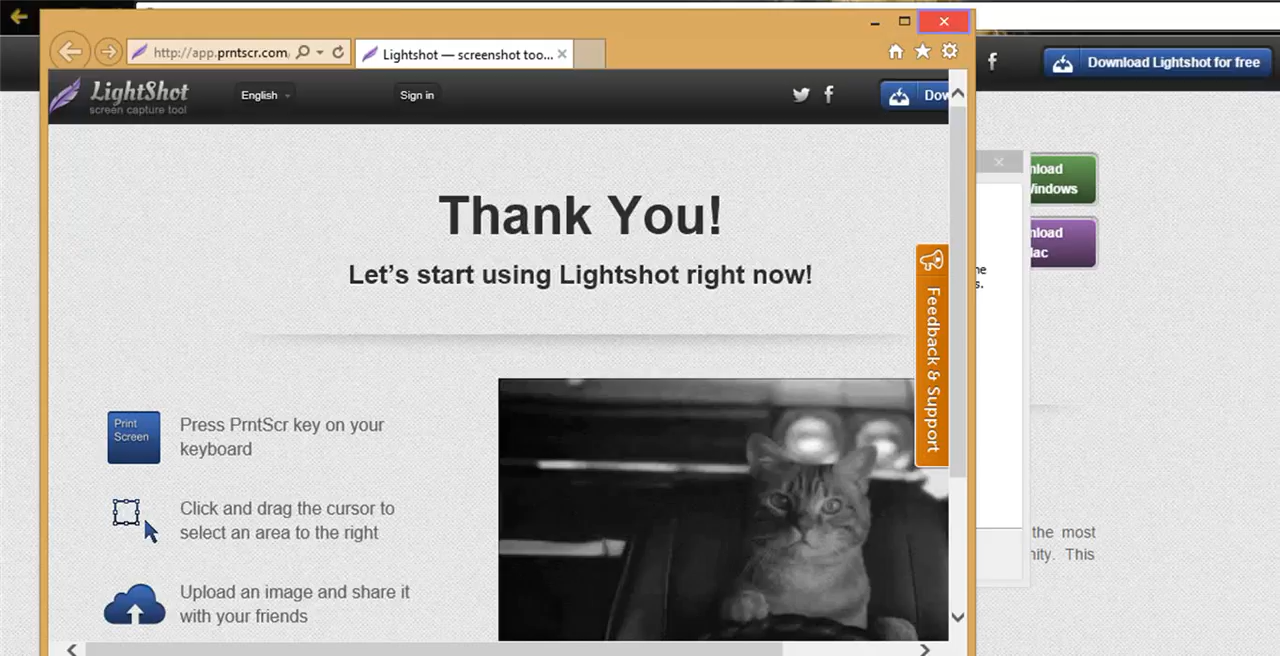 http://app.prntscr.com
Lightshot — screenshot too...
LightShot
screen capture tool
English
Sign in
Dow
Download Lightshot for free
Thank You!
Let's start using Lightshot right now!
Feedback & Support
Print
Screen
Press PrntScr key on your
keyboard
Click and drag the cursor to
select an area to the right
Upload an image and share it
with your friends
nload
Windows
nload
Mac
ne
s.
the most
nity. This